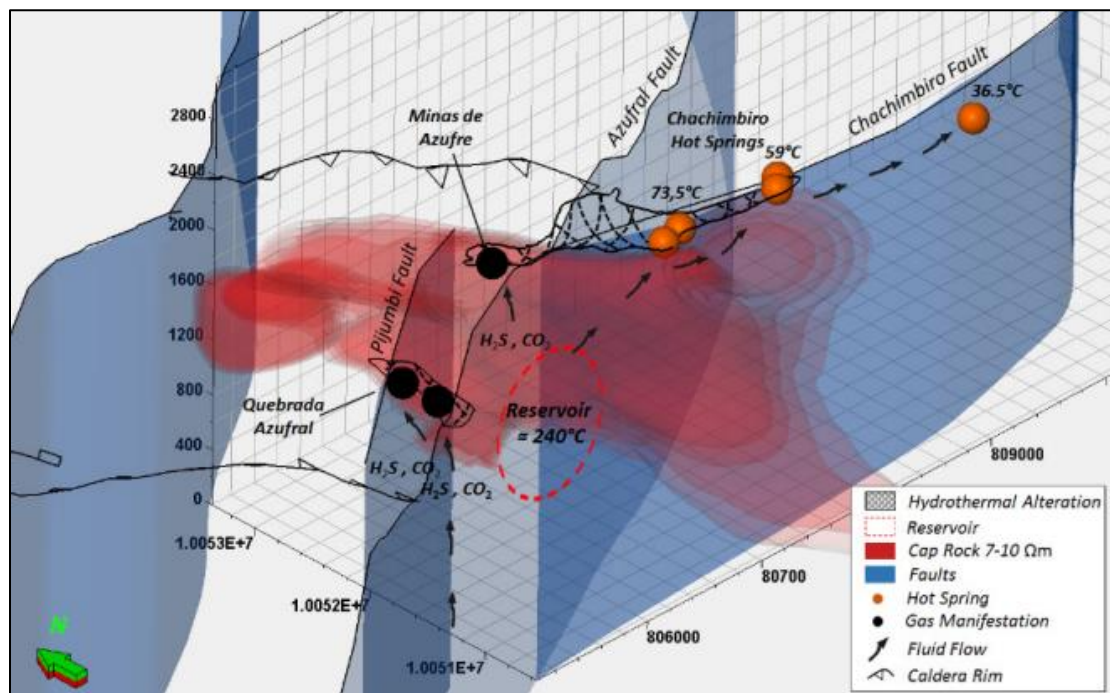 2800
2400
2000
1600
1200
800
400
0
Minas de
Azufre
Azufral Fault
Chachimbiro
Hot Springs
Chachimbiro Fault
36.5°C
59°C
73,5°C
Pijumbi Fault
H₂S , CO₂
Quebrada
Azufral
Reservoir
= 240°C
H₂S , CO₂
H₂S , CO₂
1.0053E+7
1.0052E+7
1.0051E+7
806000
80700
809000
N
Hydrothermal Alteration
Reservoir
Cap Rock 7-10 Ωm
Faults
Hot Spring
Gas Manifestation
Fluid Flow
Caldera Rim